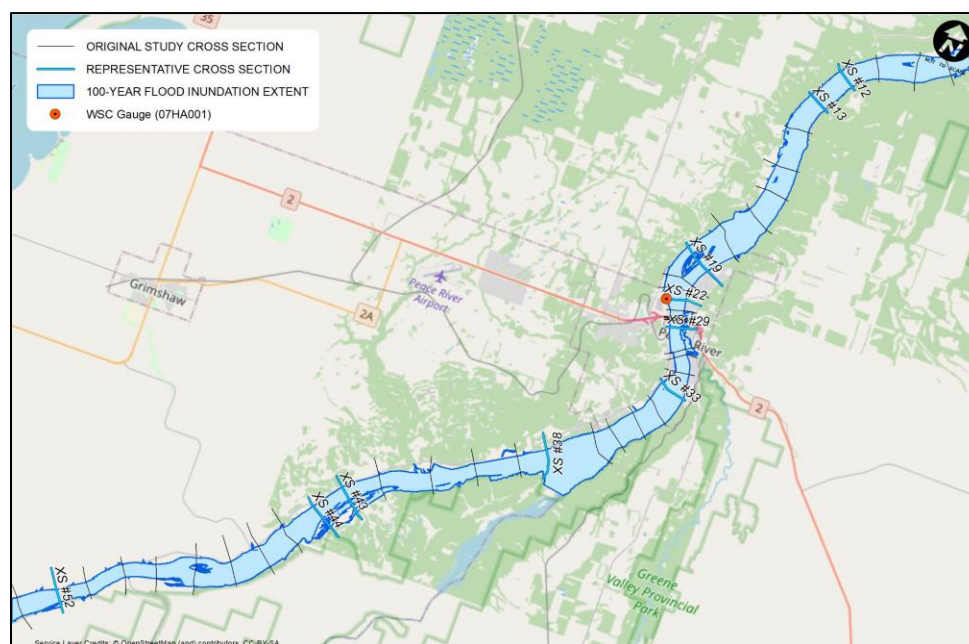 35
ORIGINAL STUDY CROSS SECTION
REPRESENTATIVE CROSS SECTION
100-YEAR FLOOD INUNDATION EXTENT
WSC Gauge (07HA001)
XS #12
XS #13
2
XS #19
Peace River
Airport
Grimshaw
XS #22
2A
XS #29
River
XS #33
2
XS #38
XS #43
XS #44
XS #52
Greene
Valley Provincial
Park
Service Layer Credits: © OpenStreetMap (and) contributors, CC-BY-SA